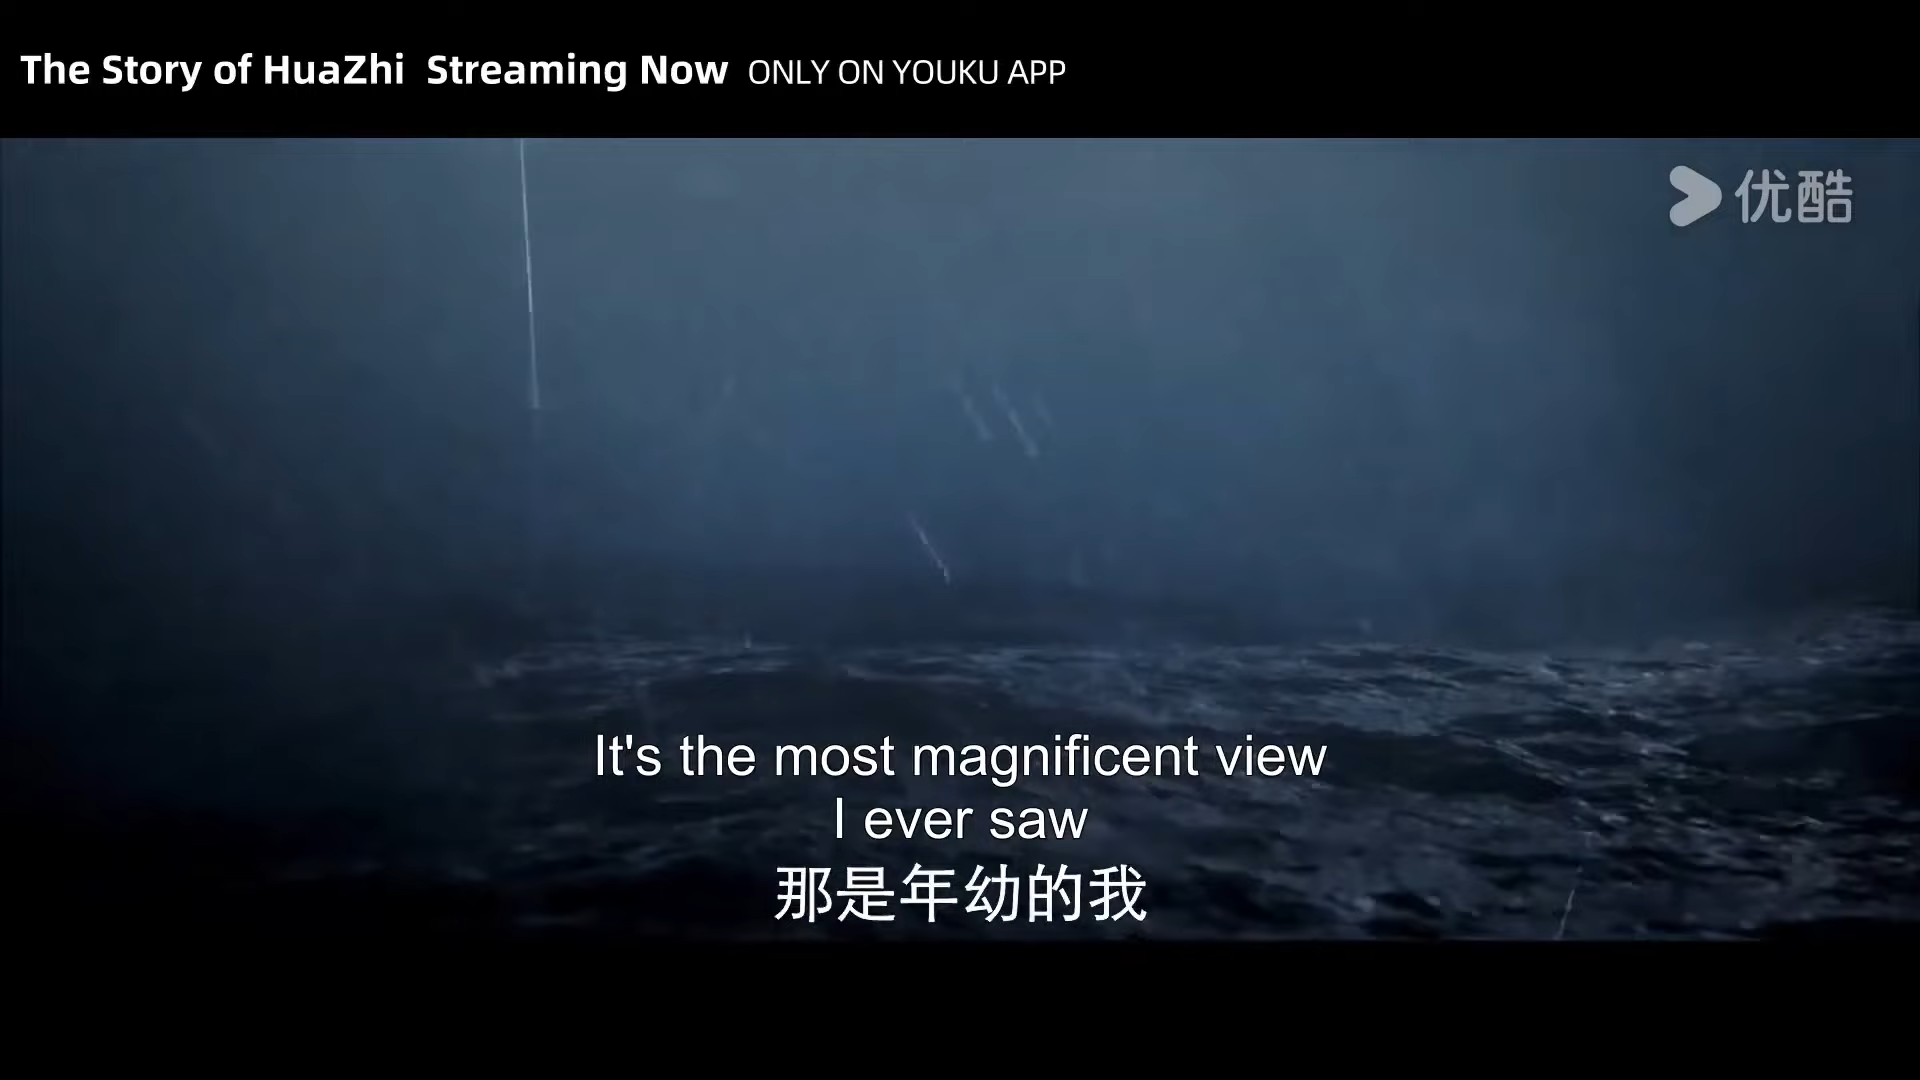 The Story of HuaZhi Streaming Now ONLY ON YOUKU APP
优酷
It's the most magnificent view
I ever saw
那是年幼的我